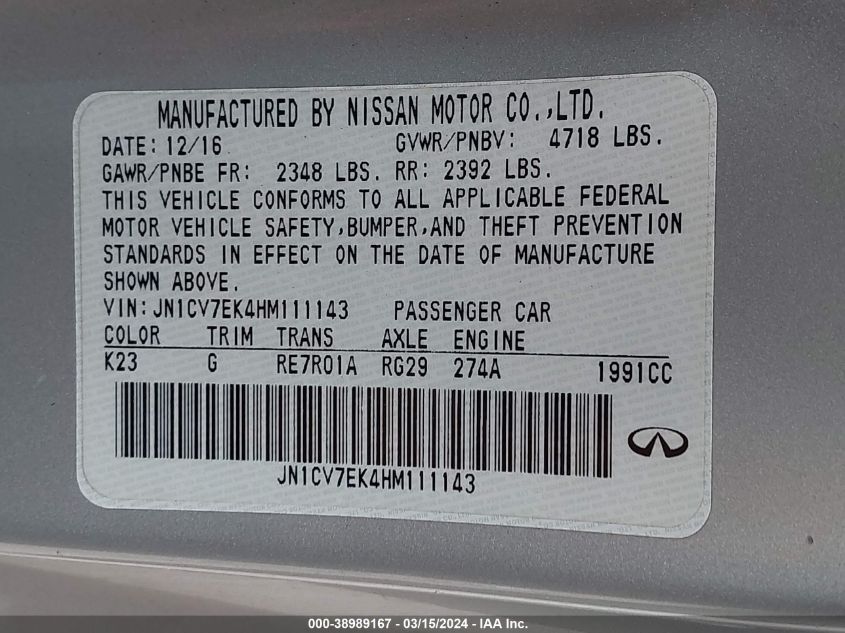 MANUFACTURED BY NISSAN MOTOR CO.,LTD.
DATE: 12/16 GVWR/PNBV: 4718 LBS.
GAWR/PNBE FR: 2348 LBS. RR: 2392 LBS.
THIS VEHICLE CONFORMS TO ALL APPLICABLE FEDERAL
MOTOR VEHICLE SAFETY,BUMPER,AND THEFT PREVENTION
STANDARDS IN EFFECT ON THE DATE OF MANUFACTURE
SHOWN ABOVE.
VIN:JN1CV7EK4HM111143 PASSENGER CAR
COLOR TRIM TRANS AXLE ENGINE
K23 G RE7R01A RG29 274A 1991CC
JN1CV7EK4HM111143
000-38989167 - 03/15/2024 - IAA Inc.